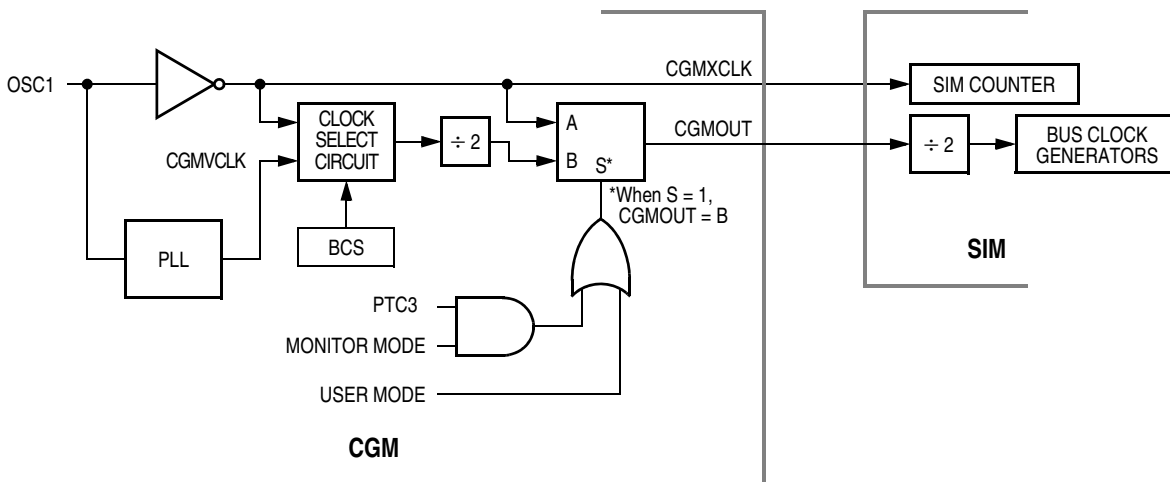 OSC1
CGMXCLK
SIM COUNTER
CLOCK
SELECT
CIRCUIT
÷ 2
A
B
S*
CGMOUT
÷ 2
BUS CLOCK
GENERATORS
CGMVCLK
*When S = 1,
CGMOUT = B
PLL
BCS
SIM
PTC3
MONITOR MODE
USER MODE
CGM